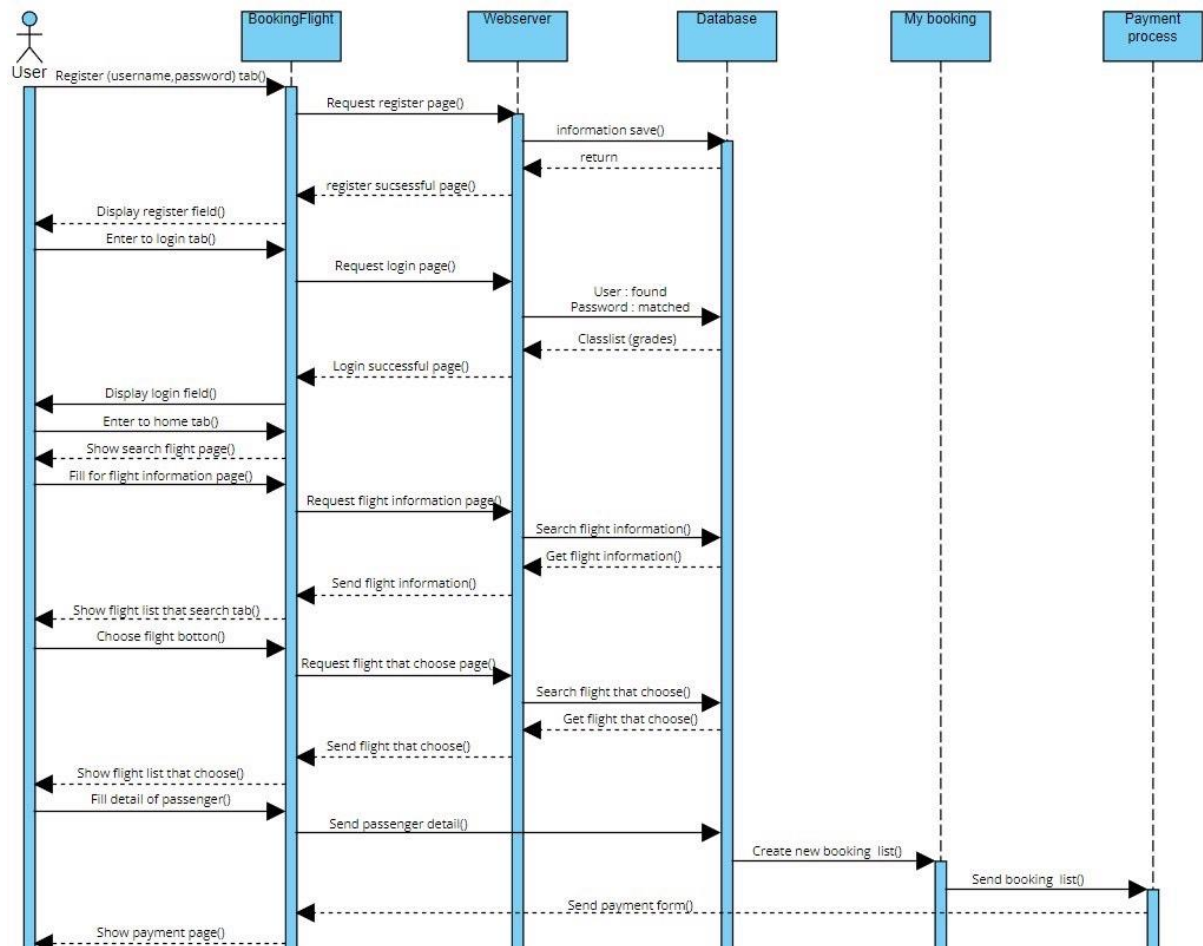 BookingFlight
Webserver
Database
My booking
Payment
process
User
Register (username,password) tab()
Request register page()
information save()
return
register sucsessful page()
Display register field()
Enter to login tab()
Request login page()
User : found
Password : matched
Classlist (grades)
Login successful page()
Display login field()
Enter to home tab()
Show search flight page()
Fill for flight information page()
Request flight information page()
Search flight information()
Get flight information()
Send flight information()
Show flight list that search tab()
Choose flight botton()
Request flight that choose page()
Search flight that choose()
Get flight that choose()
Send flight that choose()
Show flight list that choose()
Fill detail of passenger()
Send passenger detail()
Create new booking list()
Send booking list()
Send payment form()
Show payment page()